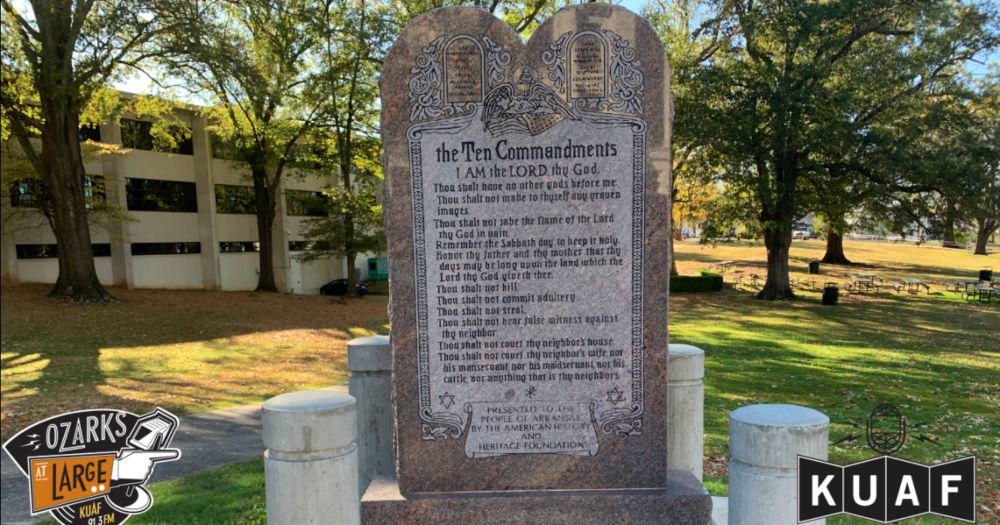 the Ten Commandments
I AM the LORD thy God.
Thou shalt have no other gods before me.
Thou shalt not make to thyself any graven
images.
Thou shalt not take the Name of the Lord
thy God in vain.
Remember the Sabbath day, to keep it holy.
Honor thy father and thy mother that thy
days may be long upon the land which the
Lord thy God giveth thee.
Thou shalt not kill.
Thou shalt not commit adultery.
Thou shalt not steal.
Thou shalt not bear false witness against
thy neighbor.
Thou shalt not covet thy neighbor's house.
Thou shalt not covet thy neighbor's wife nor
his manservant nor his maidservant nor his
cattle nor anything that is thy neighbor's.
PRESENTED TO THE
PEOPLE OF ARKANSAS
BY THE AMERICAN HISTORY
AND
HERITAGE FOUNDATION
OZARKS
AT LARGE
KUAF
91.3 FM
KUAF